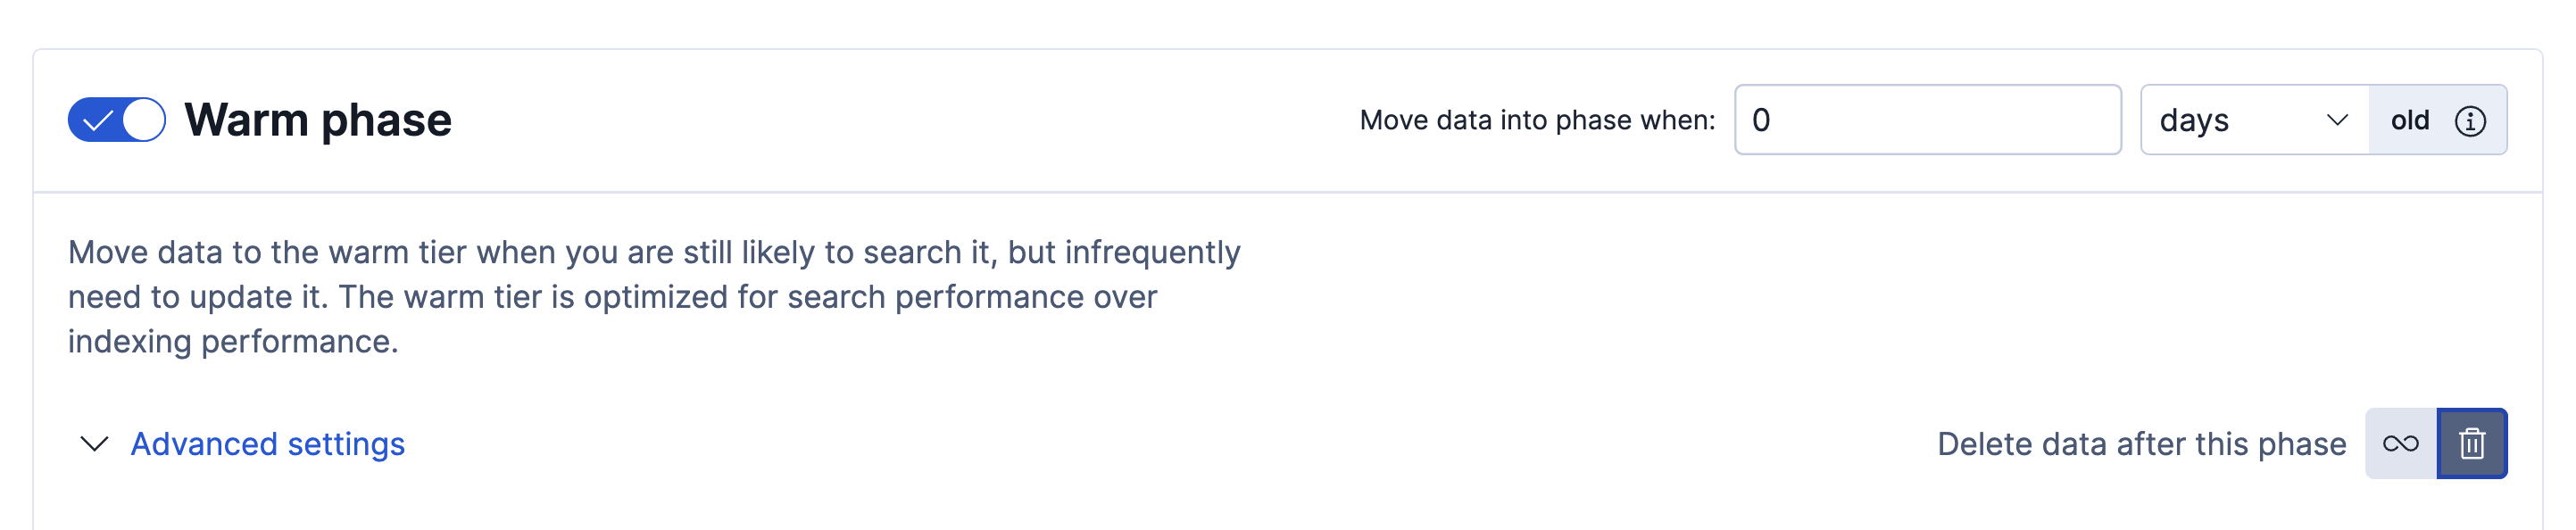 Warm phase
Move data into phase when: 0 days old
Move data to the warm tier when you are still likely to search it, but infrequently
need to update it. The warm tier is optimized for search performance over
indexing performance.
Advanced settings
Delete data after this phase